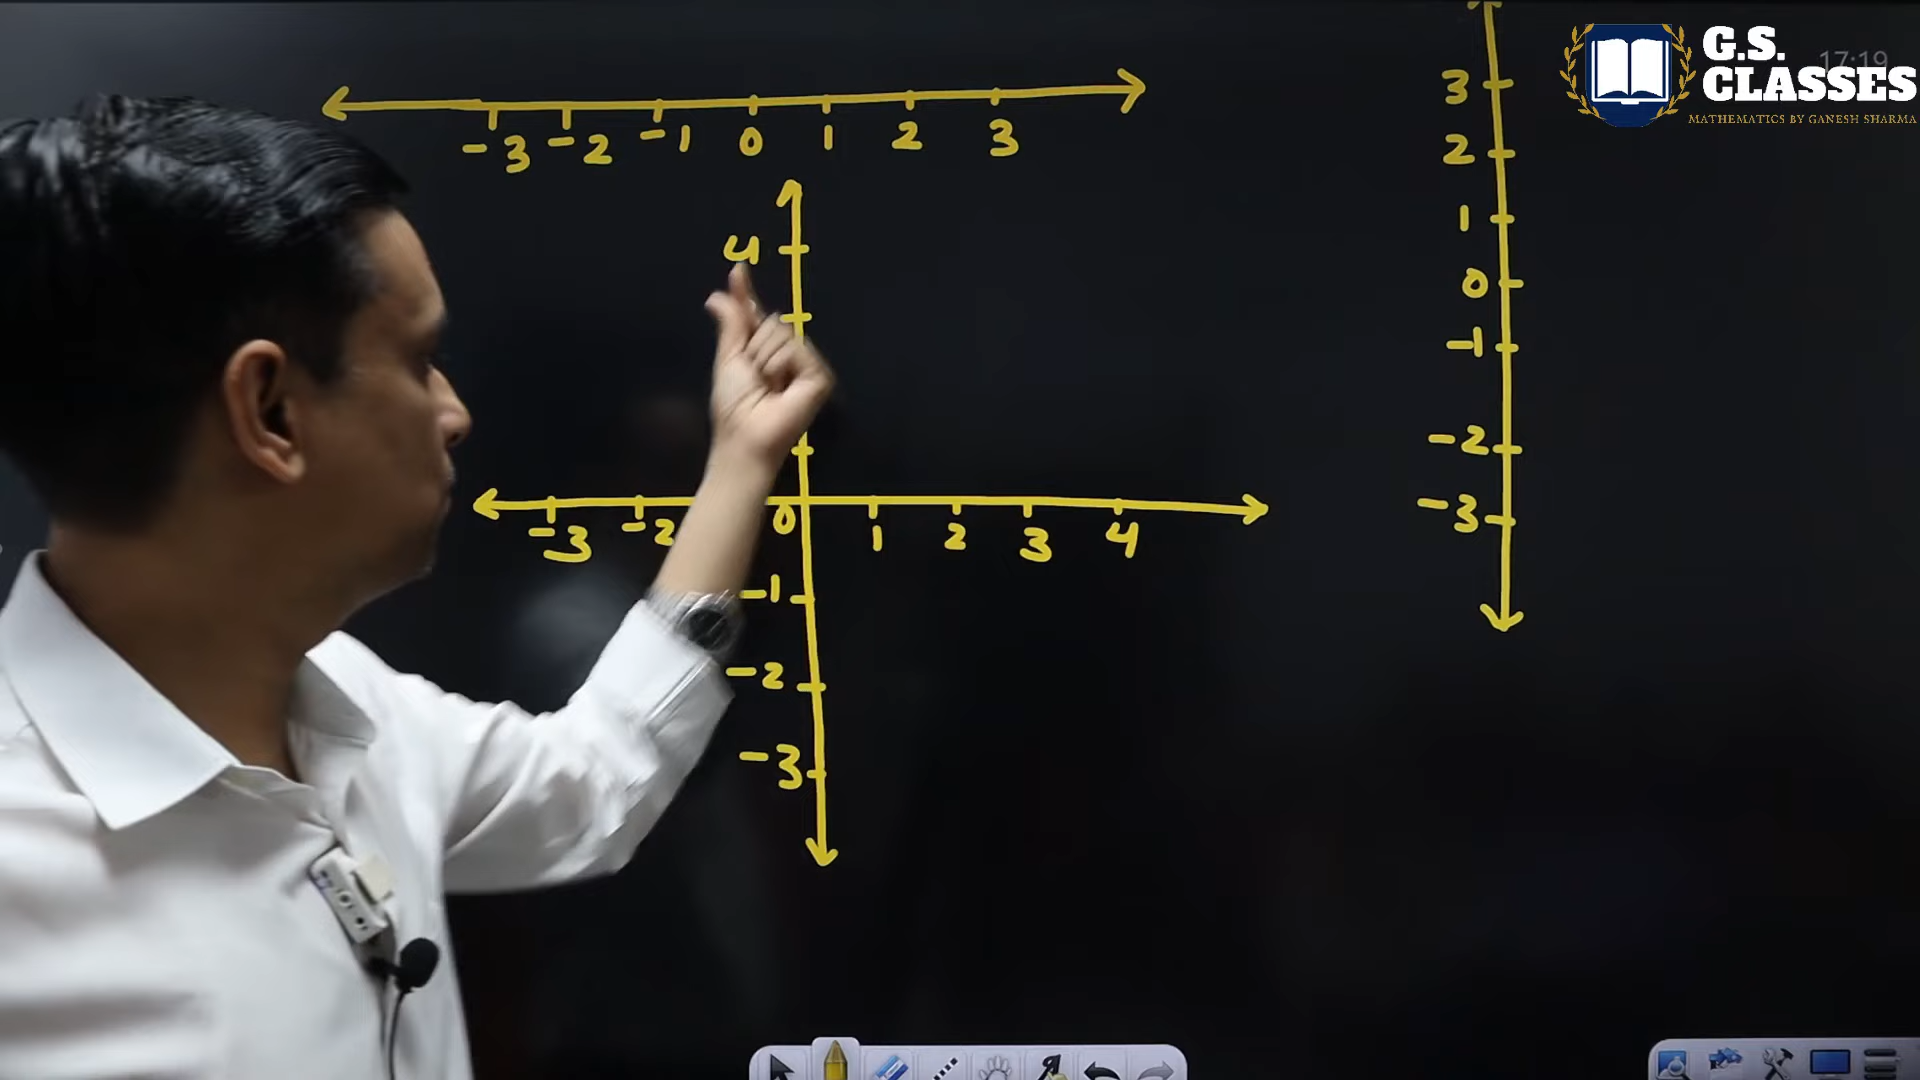 G.S.
CLASSES
MATHEMATICS BY GANESH SHARMA
17:19
-3 -2 -1 0 1 2 3
3
2
1
0
-1
-2
-3
4
-3 -2 0 1 2 3 4
-1
-2
-3